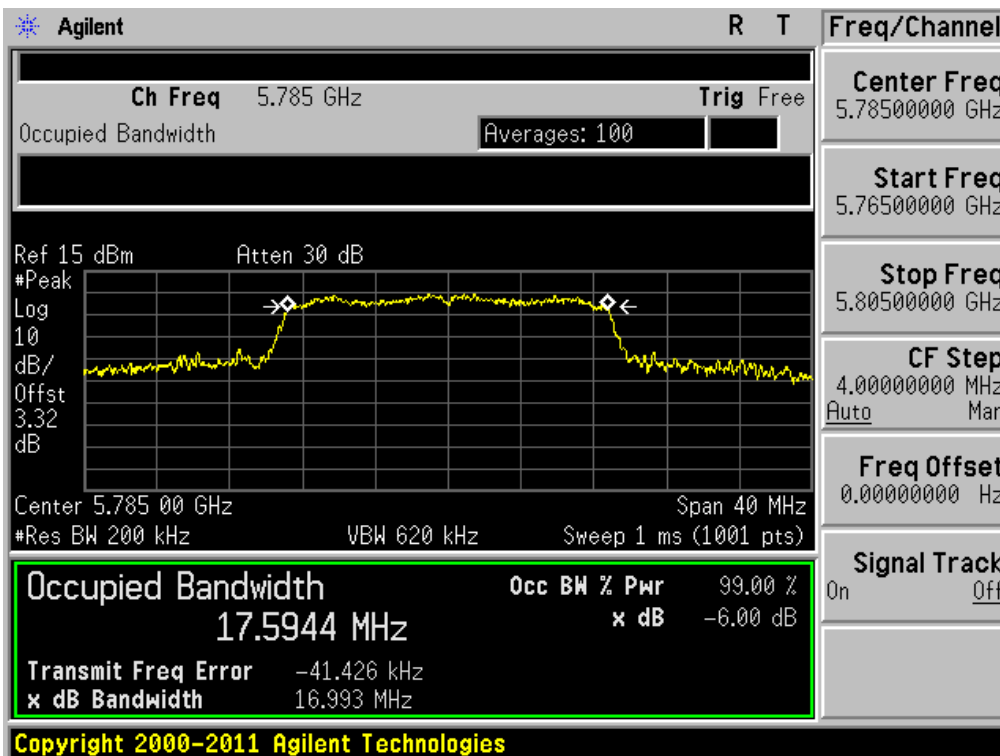 Agilent R T
Freq/Channel
Ch Freq 5.785 GHz Trig Free
Occupied Bandwidth Averages: 100
Center Freq
5.78500000 GHz
Start Freq
5.76500000 GHz
Stop Freq
5.80500000 GHz
CF Step
4.00000000 MHz
Auto Man
Freq Offset
0.00000000 Hz
Signal Track
On Off
Ref 15 dBm Atten 30 dB
#Peak
Log
10
dB/
Offst
3.32
dB
Center 5.785 00 GHz Span 40 MHz
#Res BW 200 kHz VBW 620 kHz Sweep 1 ms (1001 pts)
Occupied Bandwidth Occ BW % Pwr 99.00 %
17.5944 MHz x dB -6.00 dB
Transmit Freq Error -41.426 kHz
x dB Bandwidth 16.993 MHz
Copyright 2000-2011 Agilent Technologies